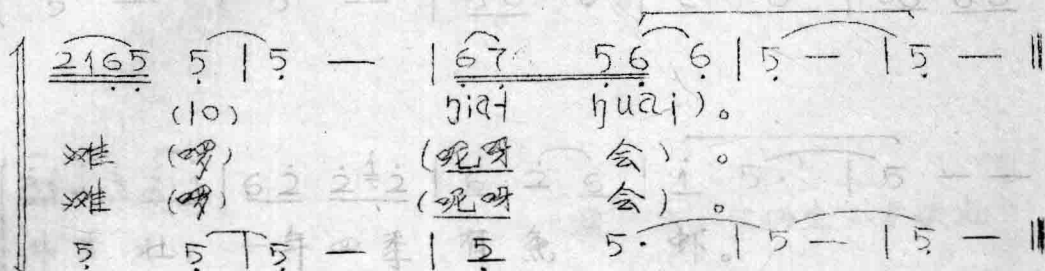 2165 5 | 5 — | 67 56 6 | 5 — | 5 — ‖
(lo) ŋiaɨ ŋuai)。
难 (啰) (呢呀 会)。
难 (啰) (呢呀 会)。
5 5 | 5 — | 5 5· | 5 — | 5 — ‖